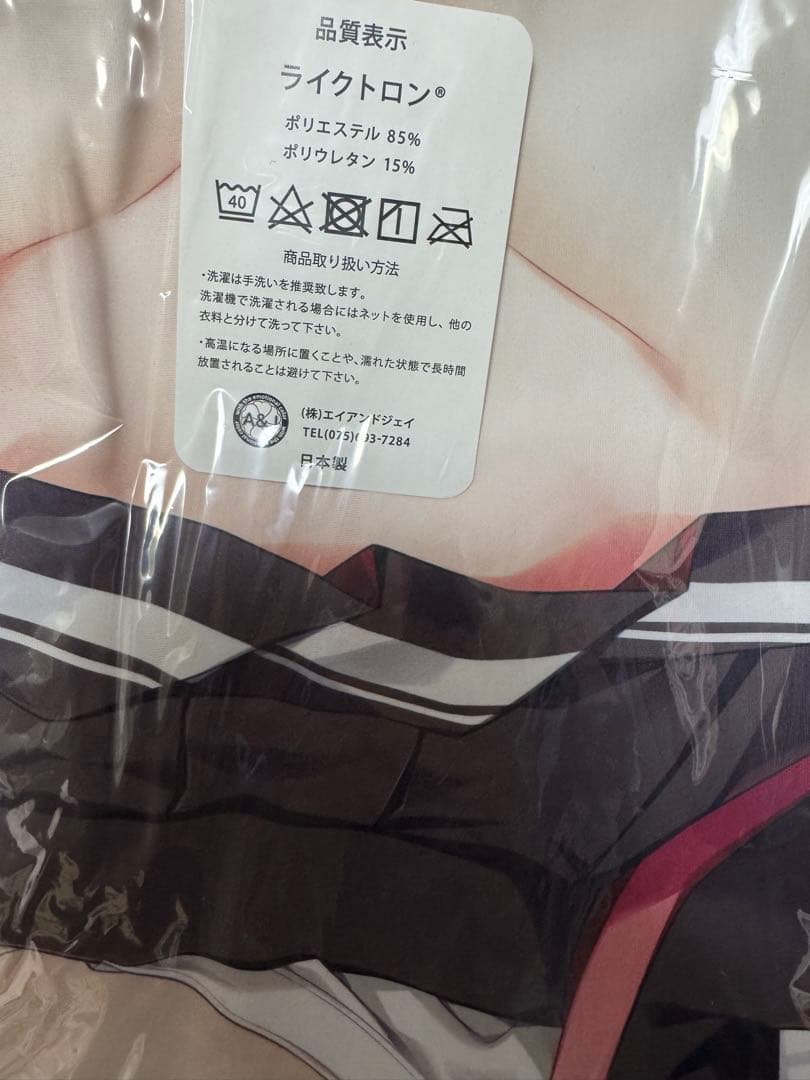 品質表示
ライクトロン®
ポリエステル 85%
ポリウレタン 15%
40
商品取り扱い方法
・洗濯は手洗いを推奨致します。
洗濯機で洗濯される場合にはネットを使用し、他の
衣料と分けて洗って下さい。
・高温になる場所に置くことや、濡れた状態で長時間
放置されることは避けて下さい。
A&J
(株)エイアンドジェイ
TEL(075)693-7284
日本製